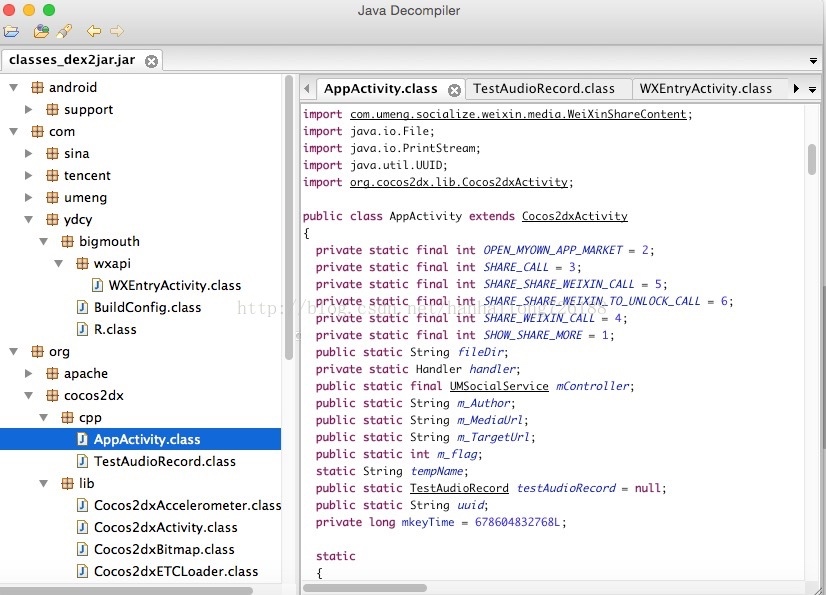 Java Decompiler
classes_dex2jar.jar
android
support
com
sina
tencent
umeng
ydcy
bigmouth
wxapi
WXEntryActivity.class
BuildConfig.class
R.class
org
apache
cocos2dx
cpp
AppActivity.class
TestAudioRecord.class
lib
Cocos2dxAccelerometer.class
Cocos2dxActivity.class
Cocos2dxBitmap.class
Cocos2dxETCLoader.class
AppActivity.class
TestAudioRecord.class
WXEntryActivity.class
import com.umeng.socialize.weixin.media.WeiXinShareContent;
import java.io.File;
import java.io.PrintStream;
import java.util.UUID;
import org.cocos2dx.lib.Cocos2dxActivity;
public class AppActivity extends Cocos2dxActivity
{
private static final int OPEN_MYOWN_APP_MARKET = 2;
private static final int SHARE_CALL = 3;
private static final int SHARE_SHARE_WEIXIN_CALL = 5;
private static final int SHARE_SHARE_WEIXIN_TO_UNLOCK_CALL = 6;
private static final int SHARE_WEIXIN_CALL = 4;
private static final int SHOW_SHARE_MORE = 1;
public static String fileDir;
private static Handler handler;
public static final UMSocialService mController;
public static String m_Author;
public static String m_MediaUrl;
public static String m_TargetUrl;
public static int m_flag;
static String tempName;
public static TestAudioRecord testAudioRecord = null;
public static String uuid;
private long mkeyTime = 678604832768L;
static
{